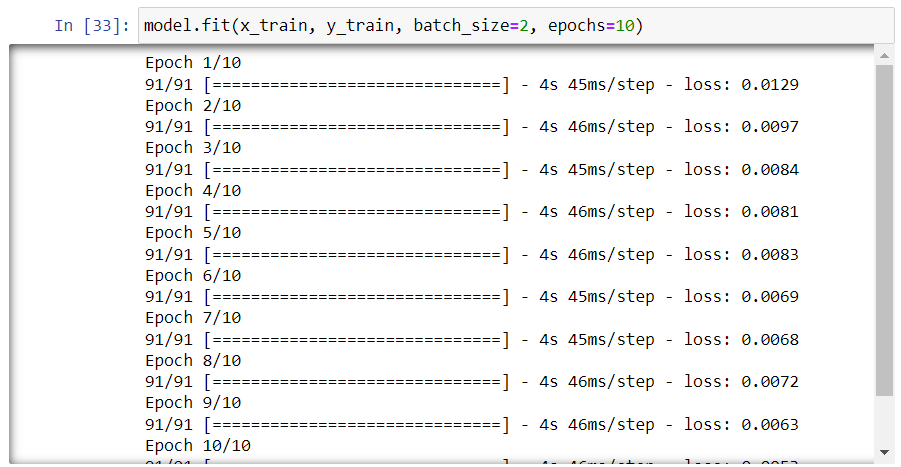 In [33]: model.fit(x_train, y_train, batch_size=2, epochs=10)
Epoch 1/10
91/91 [==============================] - 4s 45ms/step - loss: 0.0129
Epoch 2/10
91/91 [==============================] - 4s 46ms/step - loss: 0.0097
Epoch 3/10
91/91 [==============================] - 4s 45ms/step - loss: 0.0084
Epoch 4/10
91/91 [==============================] - 4s 46ms/step - loss: 0.0081
Epoch 5/10
91/91 [==============================] - 4s 46ms/step - loss: 0.0083
Epoch 6/10
91/91 [==============================] - 4s 45ms/step - loss: 0.0069
Epoch 7/10
91/91 [==============================] - 4s 45ms/step - loss: 0.0068
Epoch 8/10
91/91 [==============================] - 4s 46ms/step - loss: 0.0072
Epoch 9/10
91/91 [==============================] - 4s 46ms/step - loss: 0.0063
Epoch 10/10